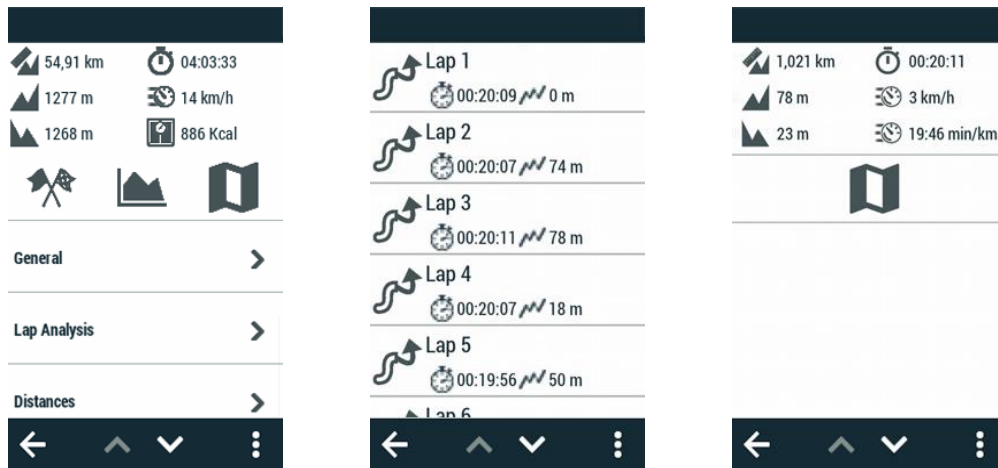 54,91 km 04:03:33
1277 m 14 km/h
1268 m 886 Kcal
General
Lap Analysis
Distances
Lap 1
00:20:09 0 m
Lap 2
00:20:07 74 m
Lap 3
00:20:11 78 m
Lap 4
00:20:07 18 m
Lap 5
00:19:56 50 m
Lap 6
1,021 km 00:20:11
78 m 3 km/h
23 m 19:46 min/km